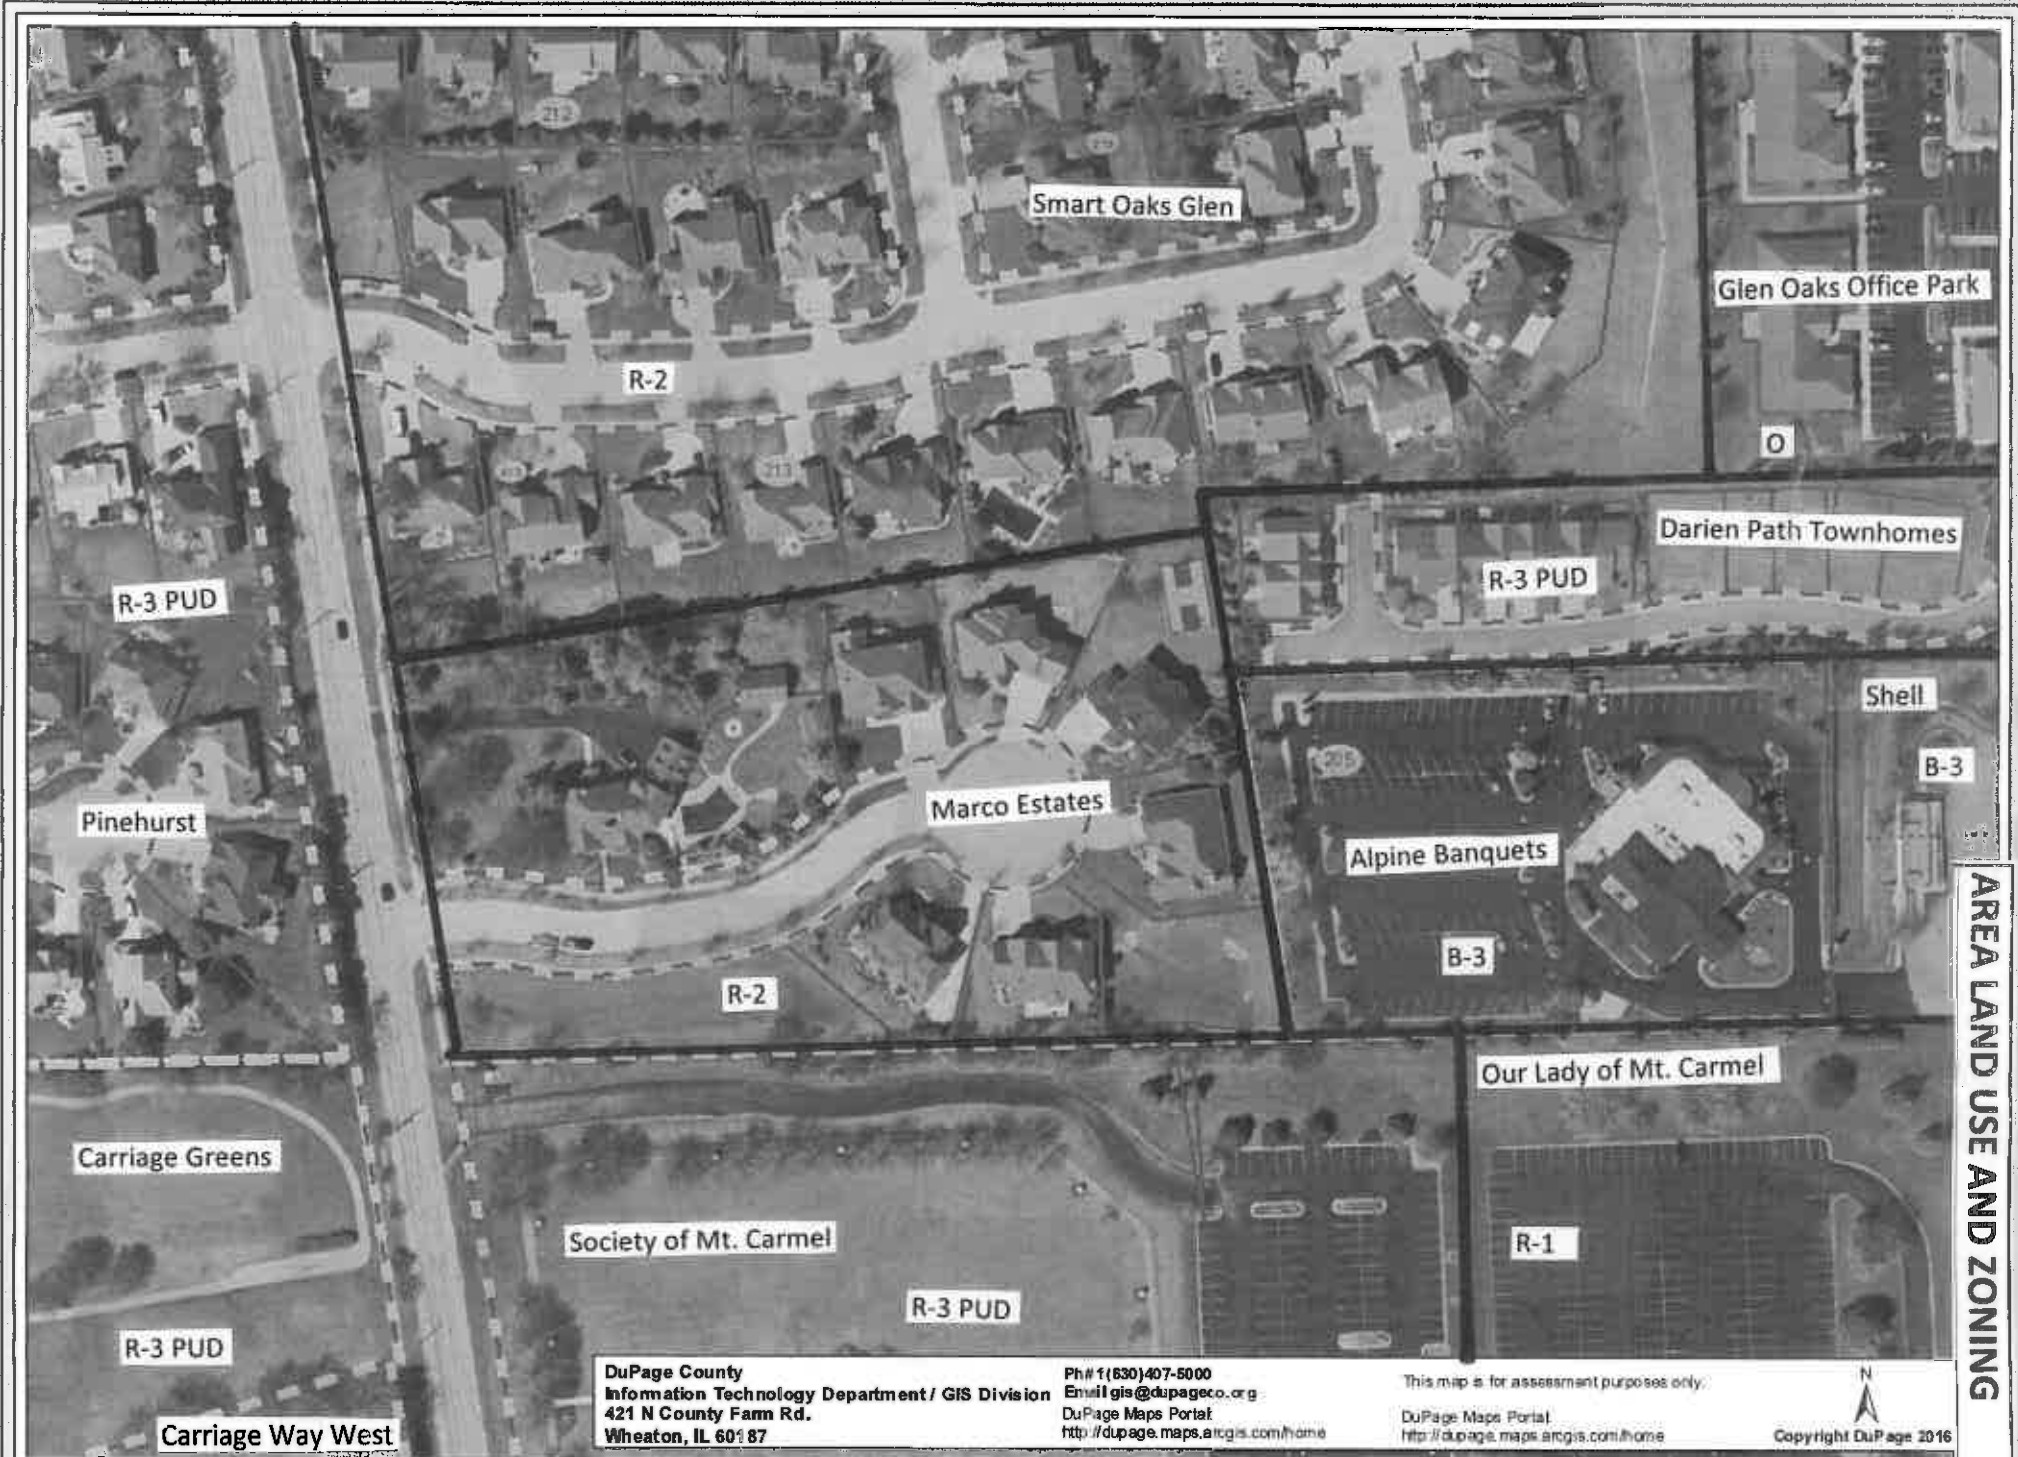 212
Smart Oaks Glen
Glen Oaks Office Park
R-2
O
213
Darien Path Townhomes
R-3 PUD
R-3 PUD
Shell
205
B-3
Marco Estates
Pinehurst
Alpine Banquets
B-3
R-2
Our Lady of Mt. Carmel
Carriage Greens
Society of Mt. Carmel
R-1
R-3 PUD
R-3 PUD
Carriage Way West
AREA LAND USE AND ZONING
DuPage County
Information Technology Department / GIS Division
421 N County Farm Rd.
Wheaton, IL 60187
Ph# 1(630)407-5000
Email gis@dupageco.org
DuPage Maps Portal:
http://dupage.maps.arcgis.com/home
This map is for assessment purposes only.
DuPage Maps Portal:
http://dupage.maps.arcgis.com/home
N
Copyright DuPage 2016